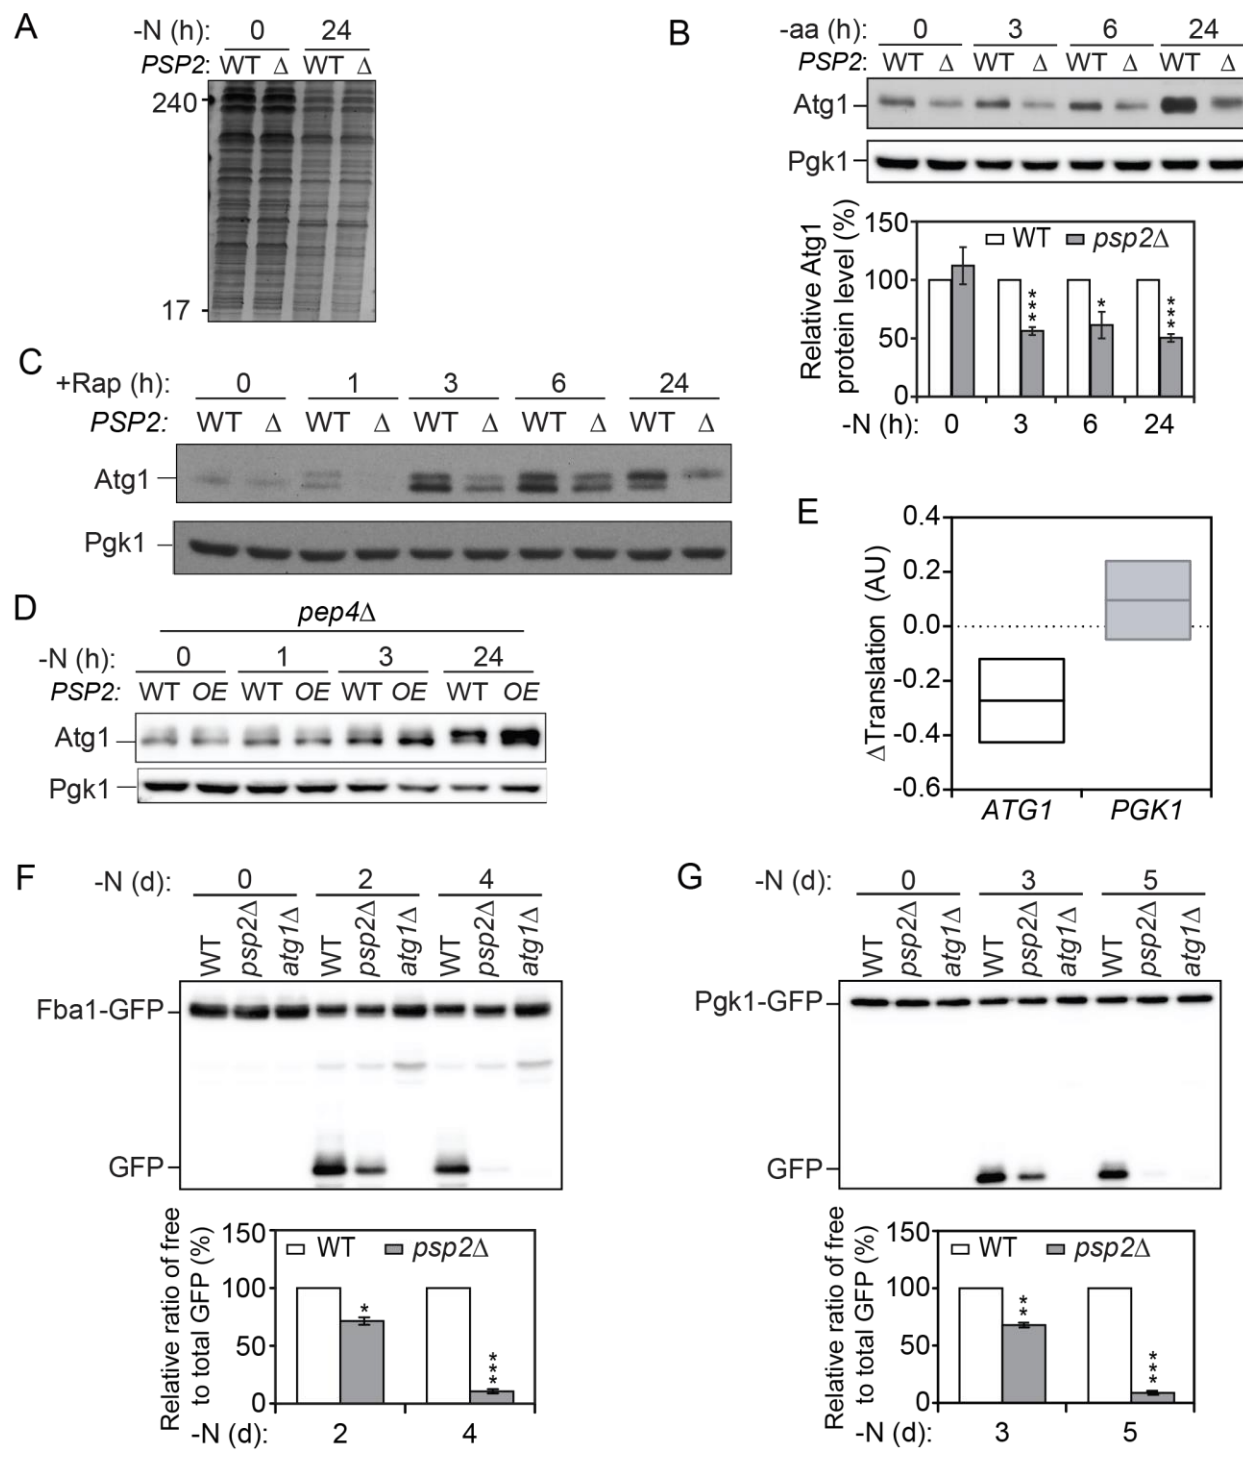 A
-N (h): 0 24
PSP2: WT Δ WT Δ
240
17
B
-aa (h): 0 3 6 24
PSP2: WT Δ WT Δ WT Δ WT Δ
Atg1
Pgk1
Relative Atg1
protein level (%)
150
100
50
0
WT psp2Δ
*** * ***
-N (h): 0 3 6 24
C
+Rap (h): 0 1 3 6 24
PSP2: WT Δ WT Δ WT Δ WT Δ WT Δ
Atg1
Pgk1
D
pep4Δ
-N (h): 0 1 3 24
PSP2: WT OE WT OE WT OE WT OE
Atg1
Pgk1
E
ΔTranslation (AU)
0.4
0.2
0.0
-0.2
-0.4
-0.6
ATG1 PGK1
F
-N (d): 0 2 4
WT psp2Δ atg1Δ WT psp2Δ atg1Δ WT psp2Δ atg1Δ
Fba1-GFP
GFP
Relative ratio of free
to total GFP (%)
150
100
50
0
WT psp2Δ
* ***
-N (d): 2 4
G
-N (d): 0 3 5
WT psp2Δ atg1Δ WT psp2Δ atg1Δ WT psp2Δ atg1Δ
Pgk1-GFP
GFP
Relative ratio of free
to total GFP (%)
150
100
50
0
WT psp2Δ
** ***
-N (d): 3 5